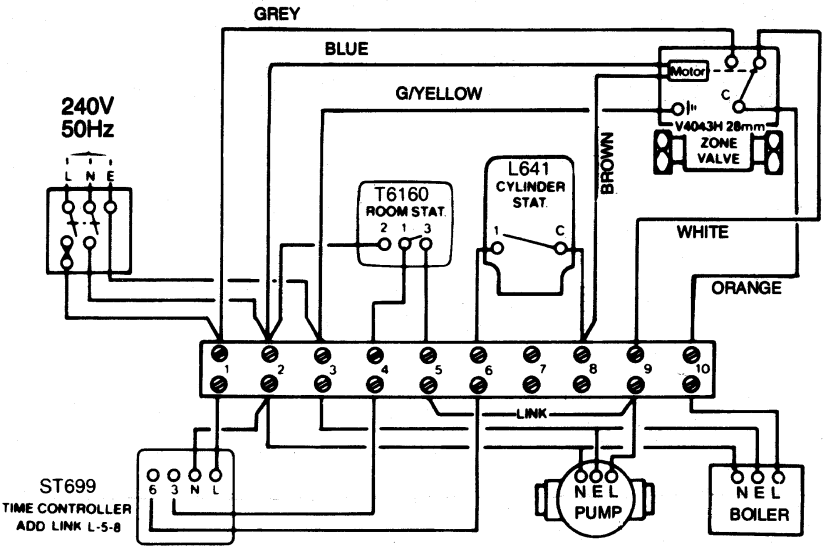 GREY
BLUE
G/YELLOW
240V
50Hz
L N E
Motor
C
V4043H 28mm
ZONE
VALVE
BROWN
T6160
ROOM STAT.
2 1 3
L641
CYLINDER
STAT.
1 C
WHITE
ORANGE
1 2 3 4 5 6 7 8 9 10
LINK
ST699
TIME CONTROLLER
ADD LINK L-5-8
6 3 N L
N E L
PUMP
N E L
BOILER